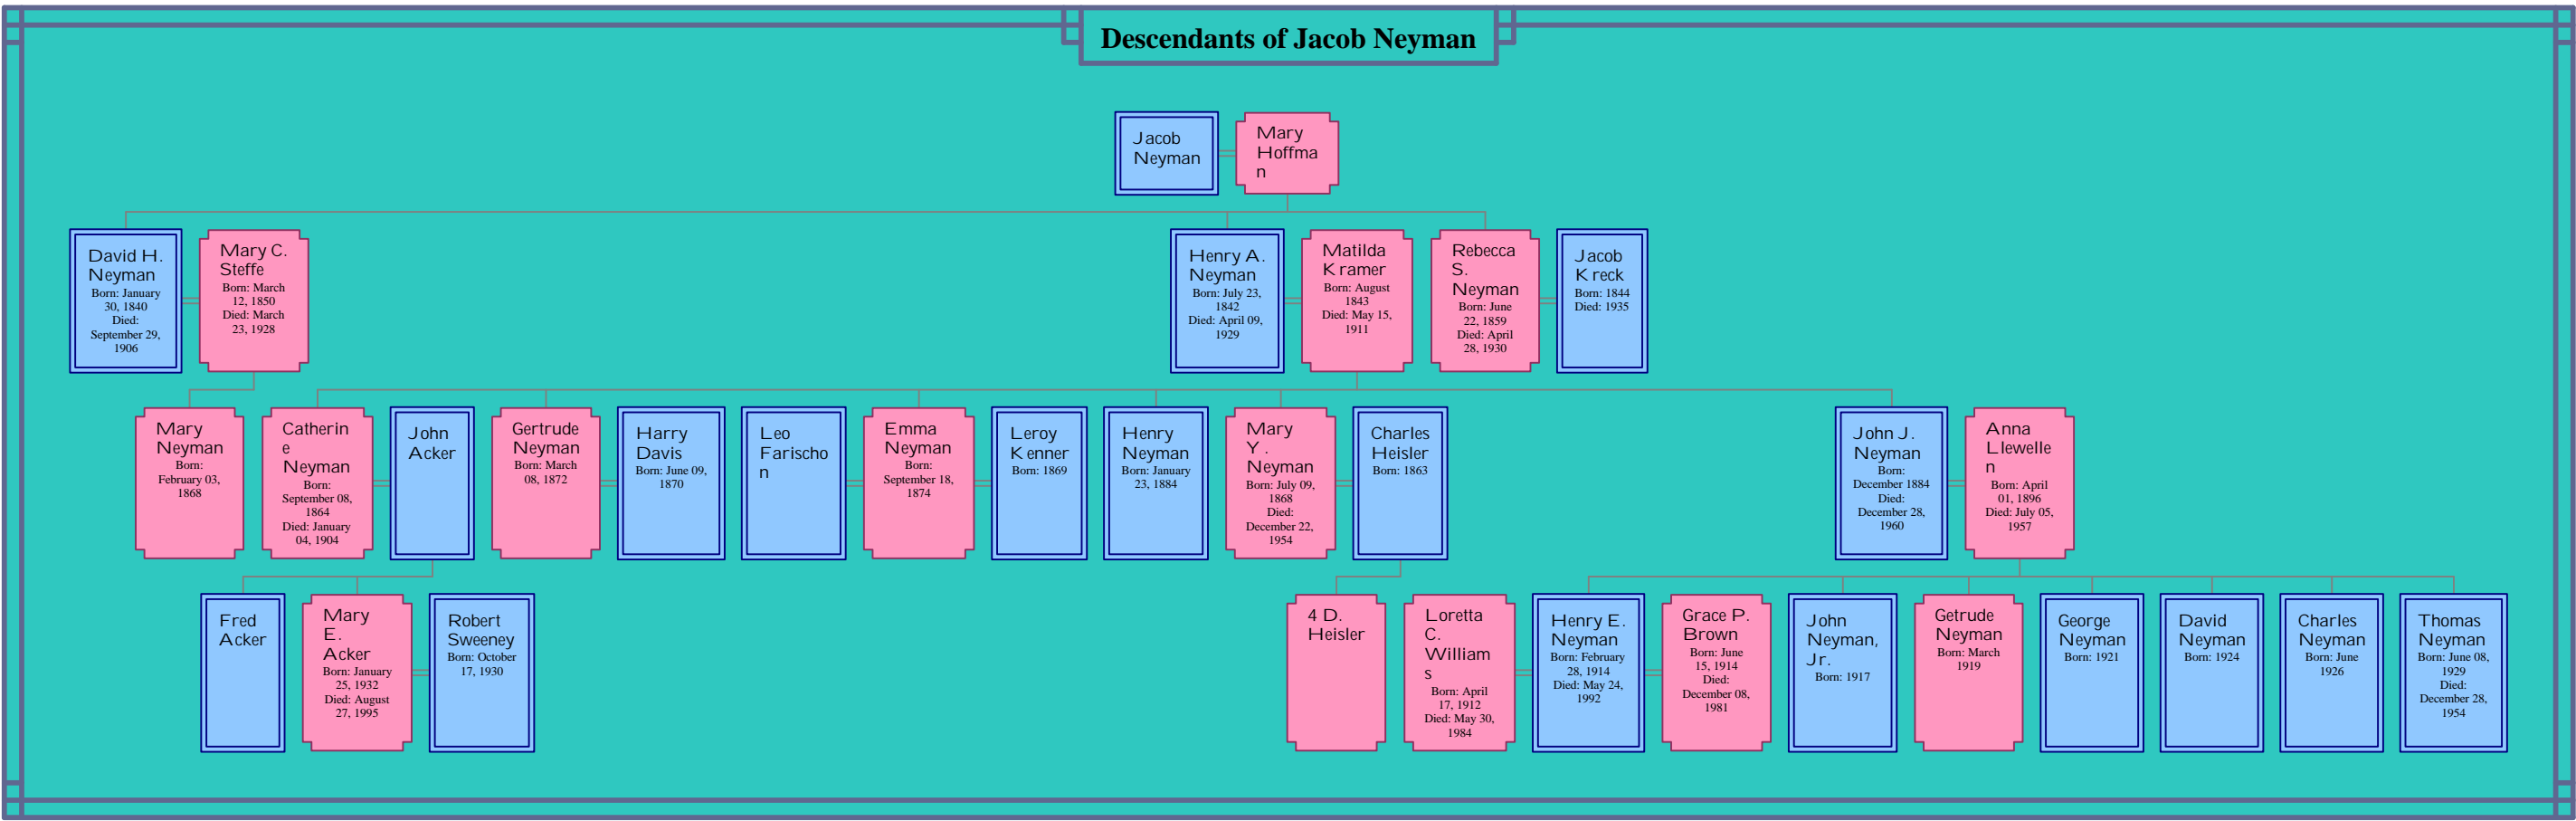 Descendants of Jacob Neyman
Jacob
Neyman
Mary
Hoffma
n
David H.
Neyman
Born: January
30, 1840
Died:
September 29,
1906
Mary C.
Steffe
Born: March
12, 1850
Died: March
23, 1928
Henry A.
Neyman
Born: July 23,
1842
Died: April 09,
1929
Matilda
Kramer
Born: August
1843
Died: May 15,
1911
Rebecca
S.
Neyman
Born: June
22, 1859
Died: April
28, 1930
Jacob
Kreck
Born: 1844
Died: 1935
Mary
Neyman
Born:
February 03,
1868
Catherin
e
Neyman
Born:
September 08,
1864
Died: January
04, 1904
John
Acker
Gertrude
Neyman
Born: March
08, 1872
Harry
Davis
Born: June 09,
1870
Leo
Farischo
n
Emma
Neyman
Born:
September 18,
1874
Leroy
Kenner
Born: 1869
Henry
Neyman
Born: January
23, 1884
Mary
Y.
Neyman
Born: July 09,
1868
Died:
December 22,
1954
Charles
Heisler
Born: 1863
John J.
Neyman
Born:
December 1884
Died:
December 28,
1960
Anna
Llewelle
n
Born: April
01, 1896
Died: July 05,
1957
Fred
Acker
Mary
E.
Acker
Born: January
25, 1932
Died: August
27, 1995
Robert
Sweeney
Born: October
17, 1930
4 D.
Heisler
Loretta
C.
William
s
Born: April
17, 1912
Died: May 30,
1984
Henry E.
Neyman
Born: February
28, 1914
Died: May 24,
1992
Grace P.
Brown
Born: June
15, 1914
Died:
December 08,
1981
John
Neyman,
Jr.
Born: 1917
Getrude
Neyman
Born: March
1919
George
Neyman
Born: 1921
David
Neyman
Born: 1924
Charles
Neyman
Born: June
1926
Thomas
Neyman
Born: June 08,
1929
Died:
December 28,
1954